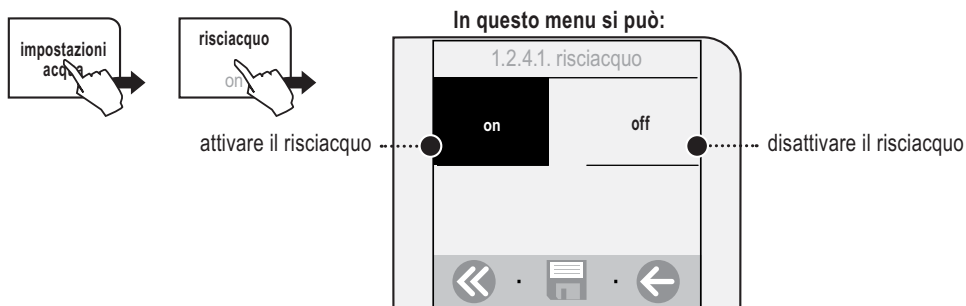 In questo menu si può:
impostazioni
acqua
risciacquo
on
1.2.4.1. risciacquo
on
off
attivare il risciacquo
disattivare il risciacquo